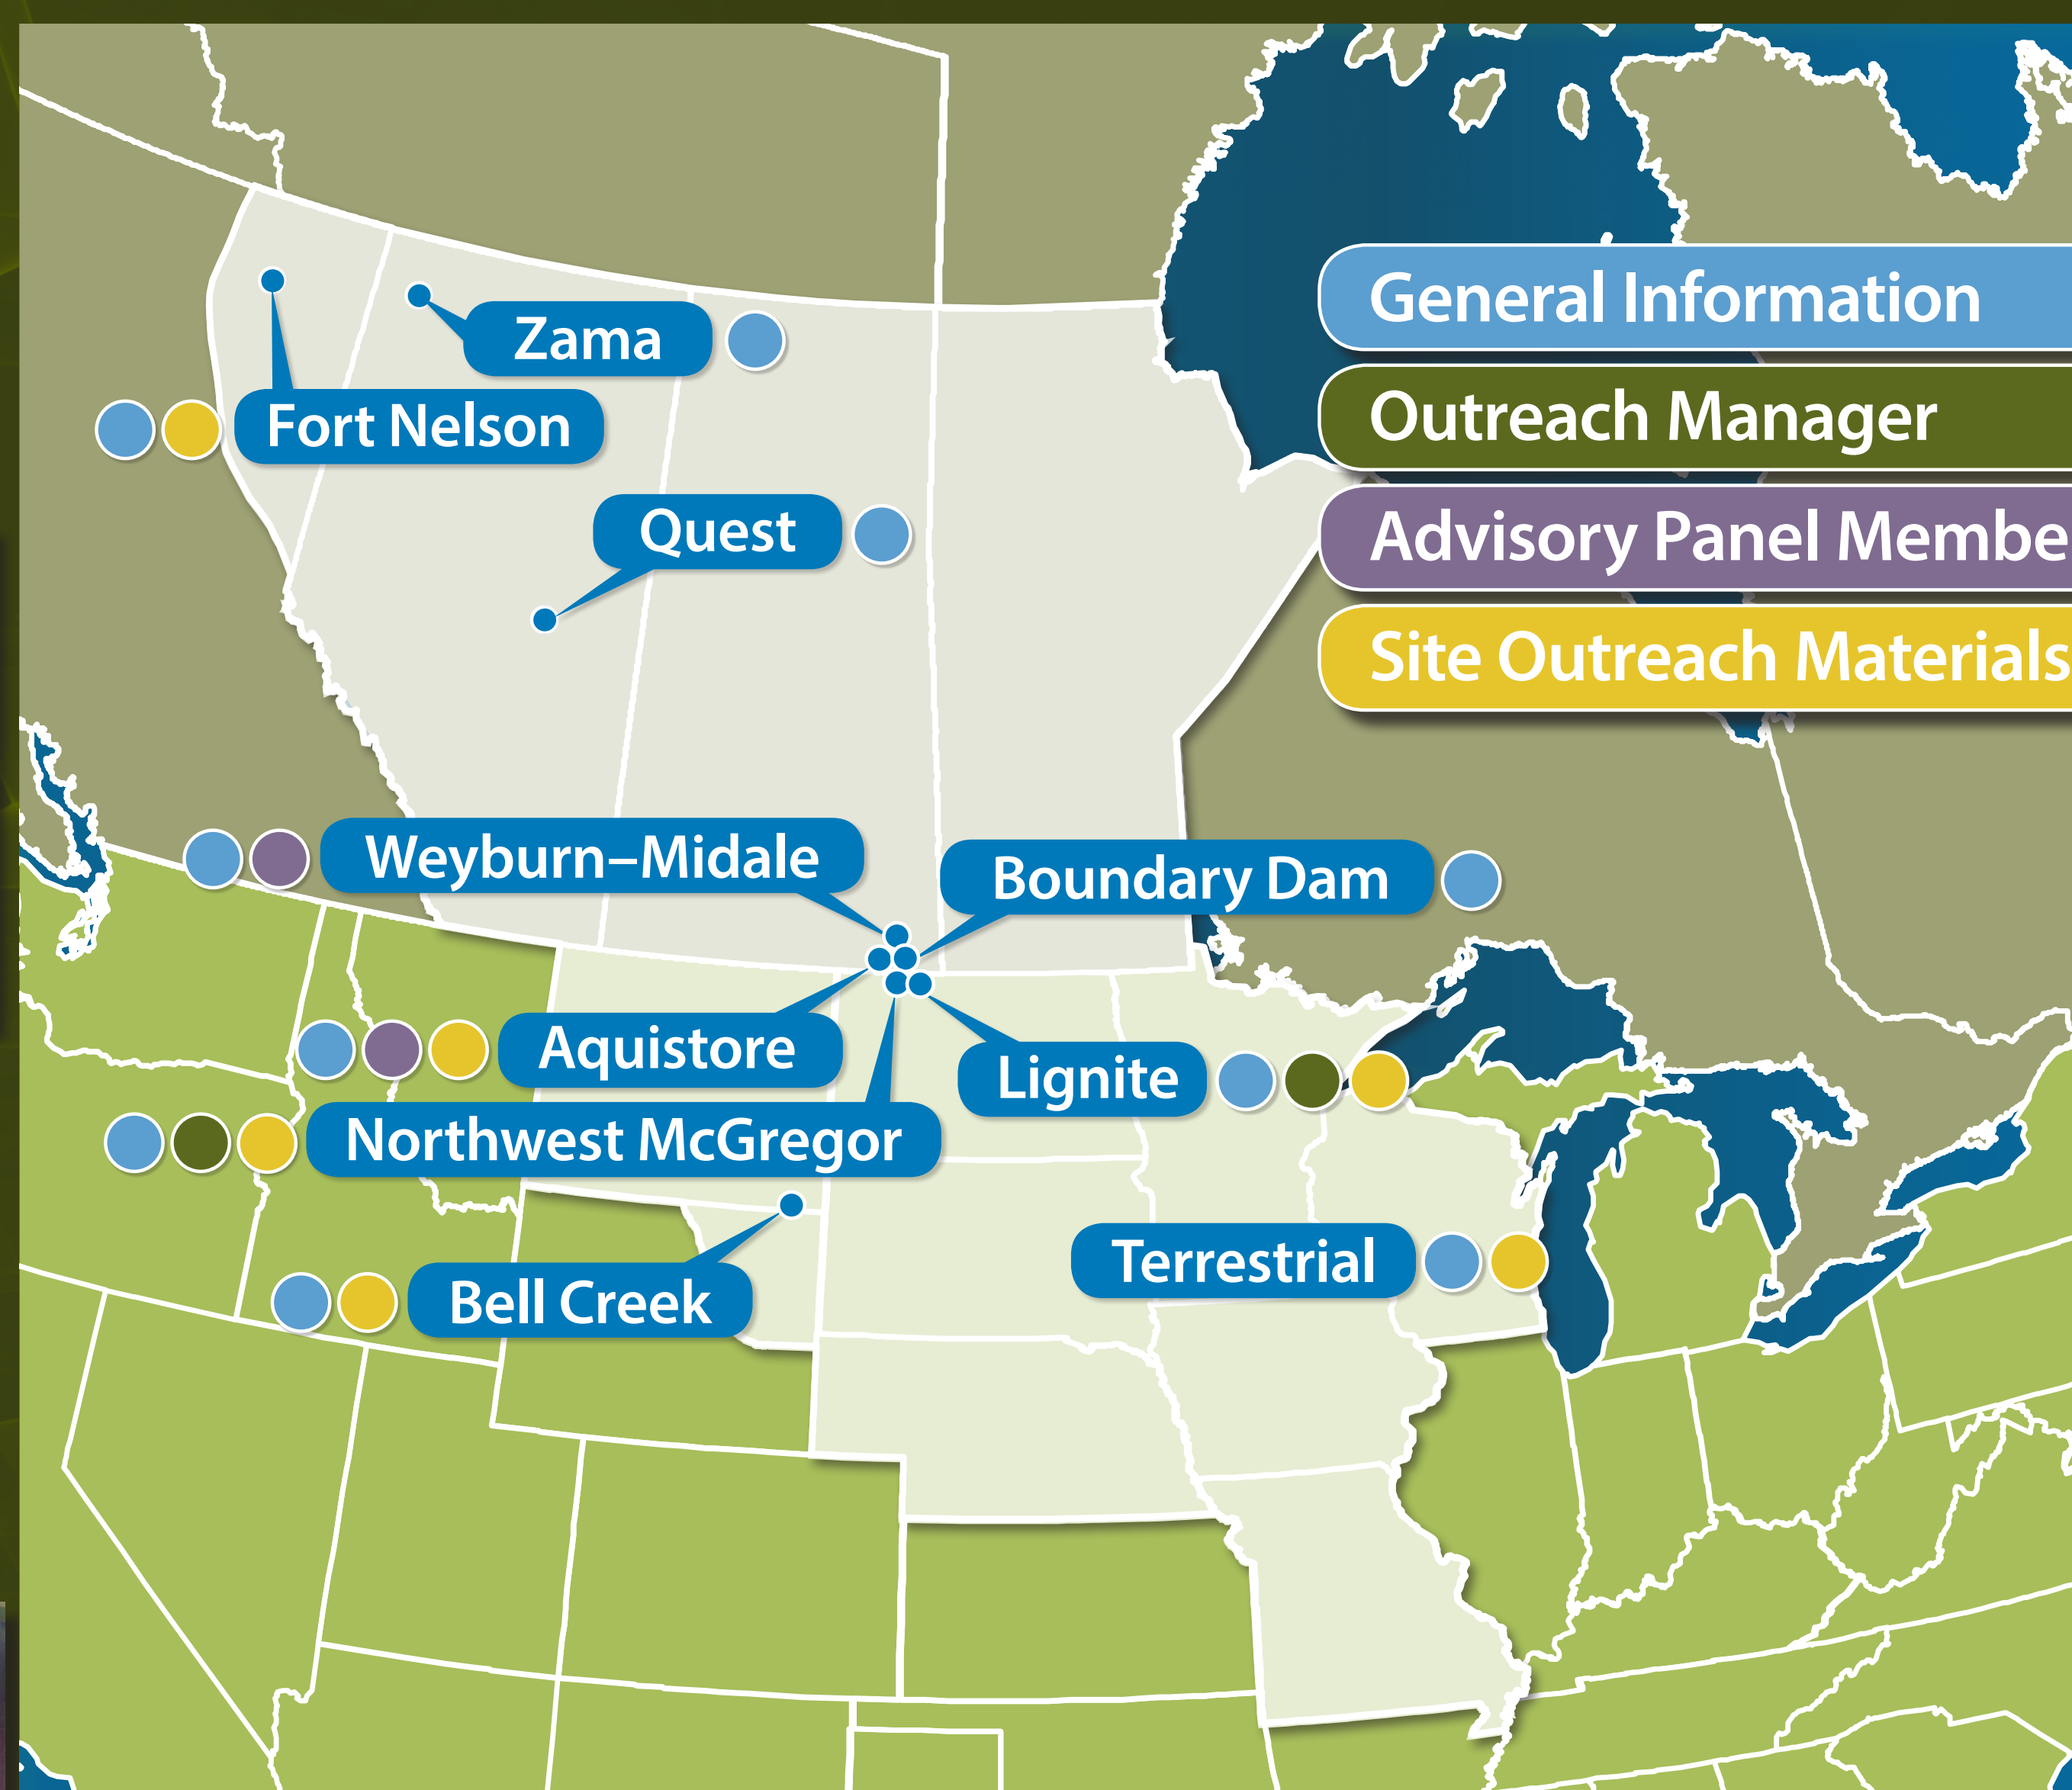 General Information
Outreach Manager
Advisory Panel Membe
Site Outreach Materials
Zama
Fort Nelson
Quest
Weyburn–Midale
Boundary Dam
Aquistore
Lignite
Northwest McGregor
Terrestrial
Bell Creek